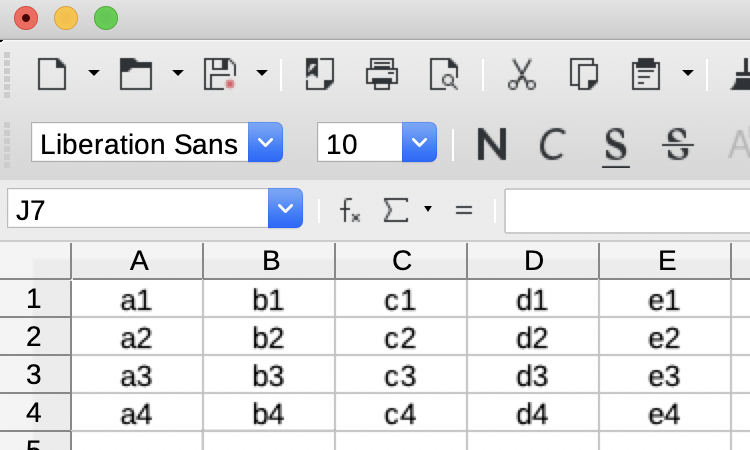 Liberation Sans 10 N C S S A
J7 fx Σ =
A B C D E
1 a1 b1 c1 d1 e1
2 a2 b2 c2 d2 e2
3 a3 b3 c3 d3 e3
4 a4 b4 c4 d4 e4
5